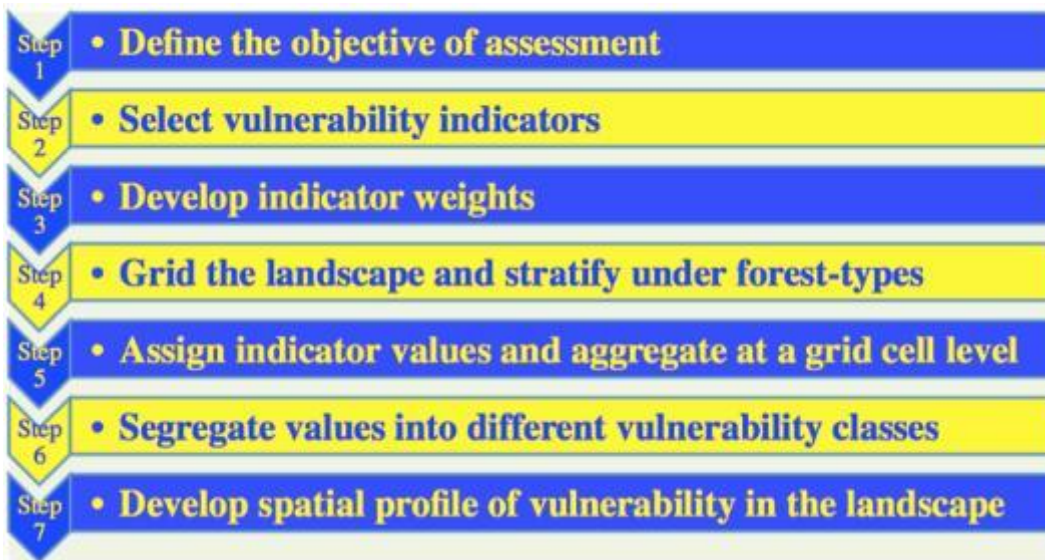 Step 1 • Define the objective of assessment
Step 2 • Select vulnerability indicators
Step 3 • Develop indicator weights
Step 4 • Grid the landscape and stratify under forest-types
Step 5 • Assign indicator values and aggregate at a grid cell level
Step 6 • Segregate values into different vulnerability classes
Step 7 • Develop spatial profile of vulnerability in the landscape